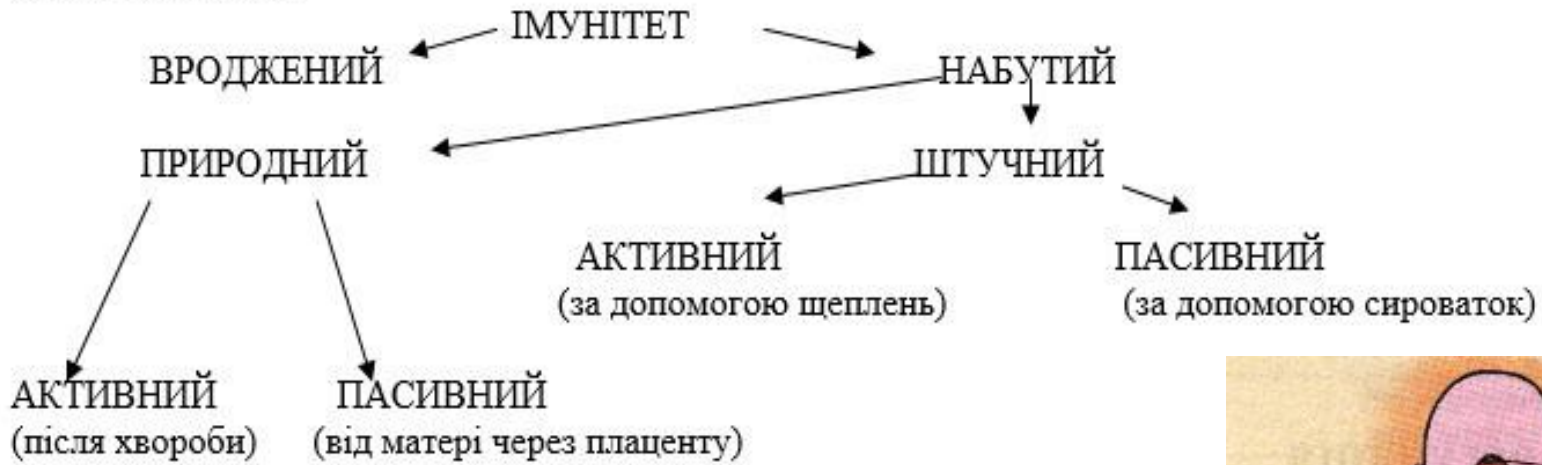 ІМУНІТЕТ
ВРОДЖЕНИЙ НАБУТИЙ
ПРИРОДНИЙ ШТУЧНИЙ
АКТИВНИЙ ПАСИВНИЙ
(за допомогою щеплень) (за допомогою сироваток)
АКТИВНИЙ ПАСИВНИЙ
(після хвороби) (від матері через плаценту)